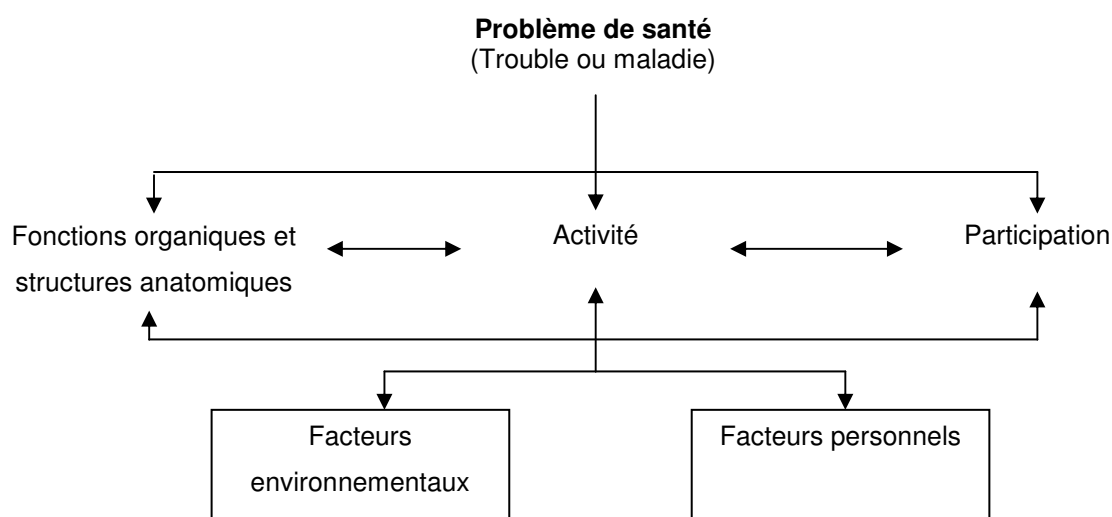 Problème de santé
(Trouble ou maladie)
Fonctions organiques et
structures anatomiques
Activité
Participation
Facteurs
environnementaux
Facteurs personnels